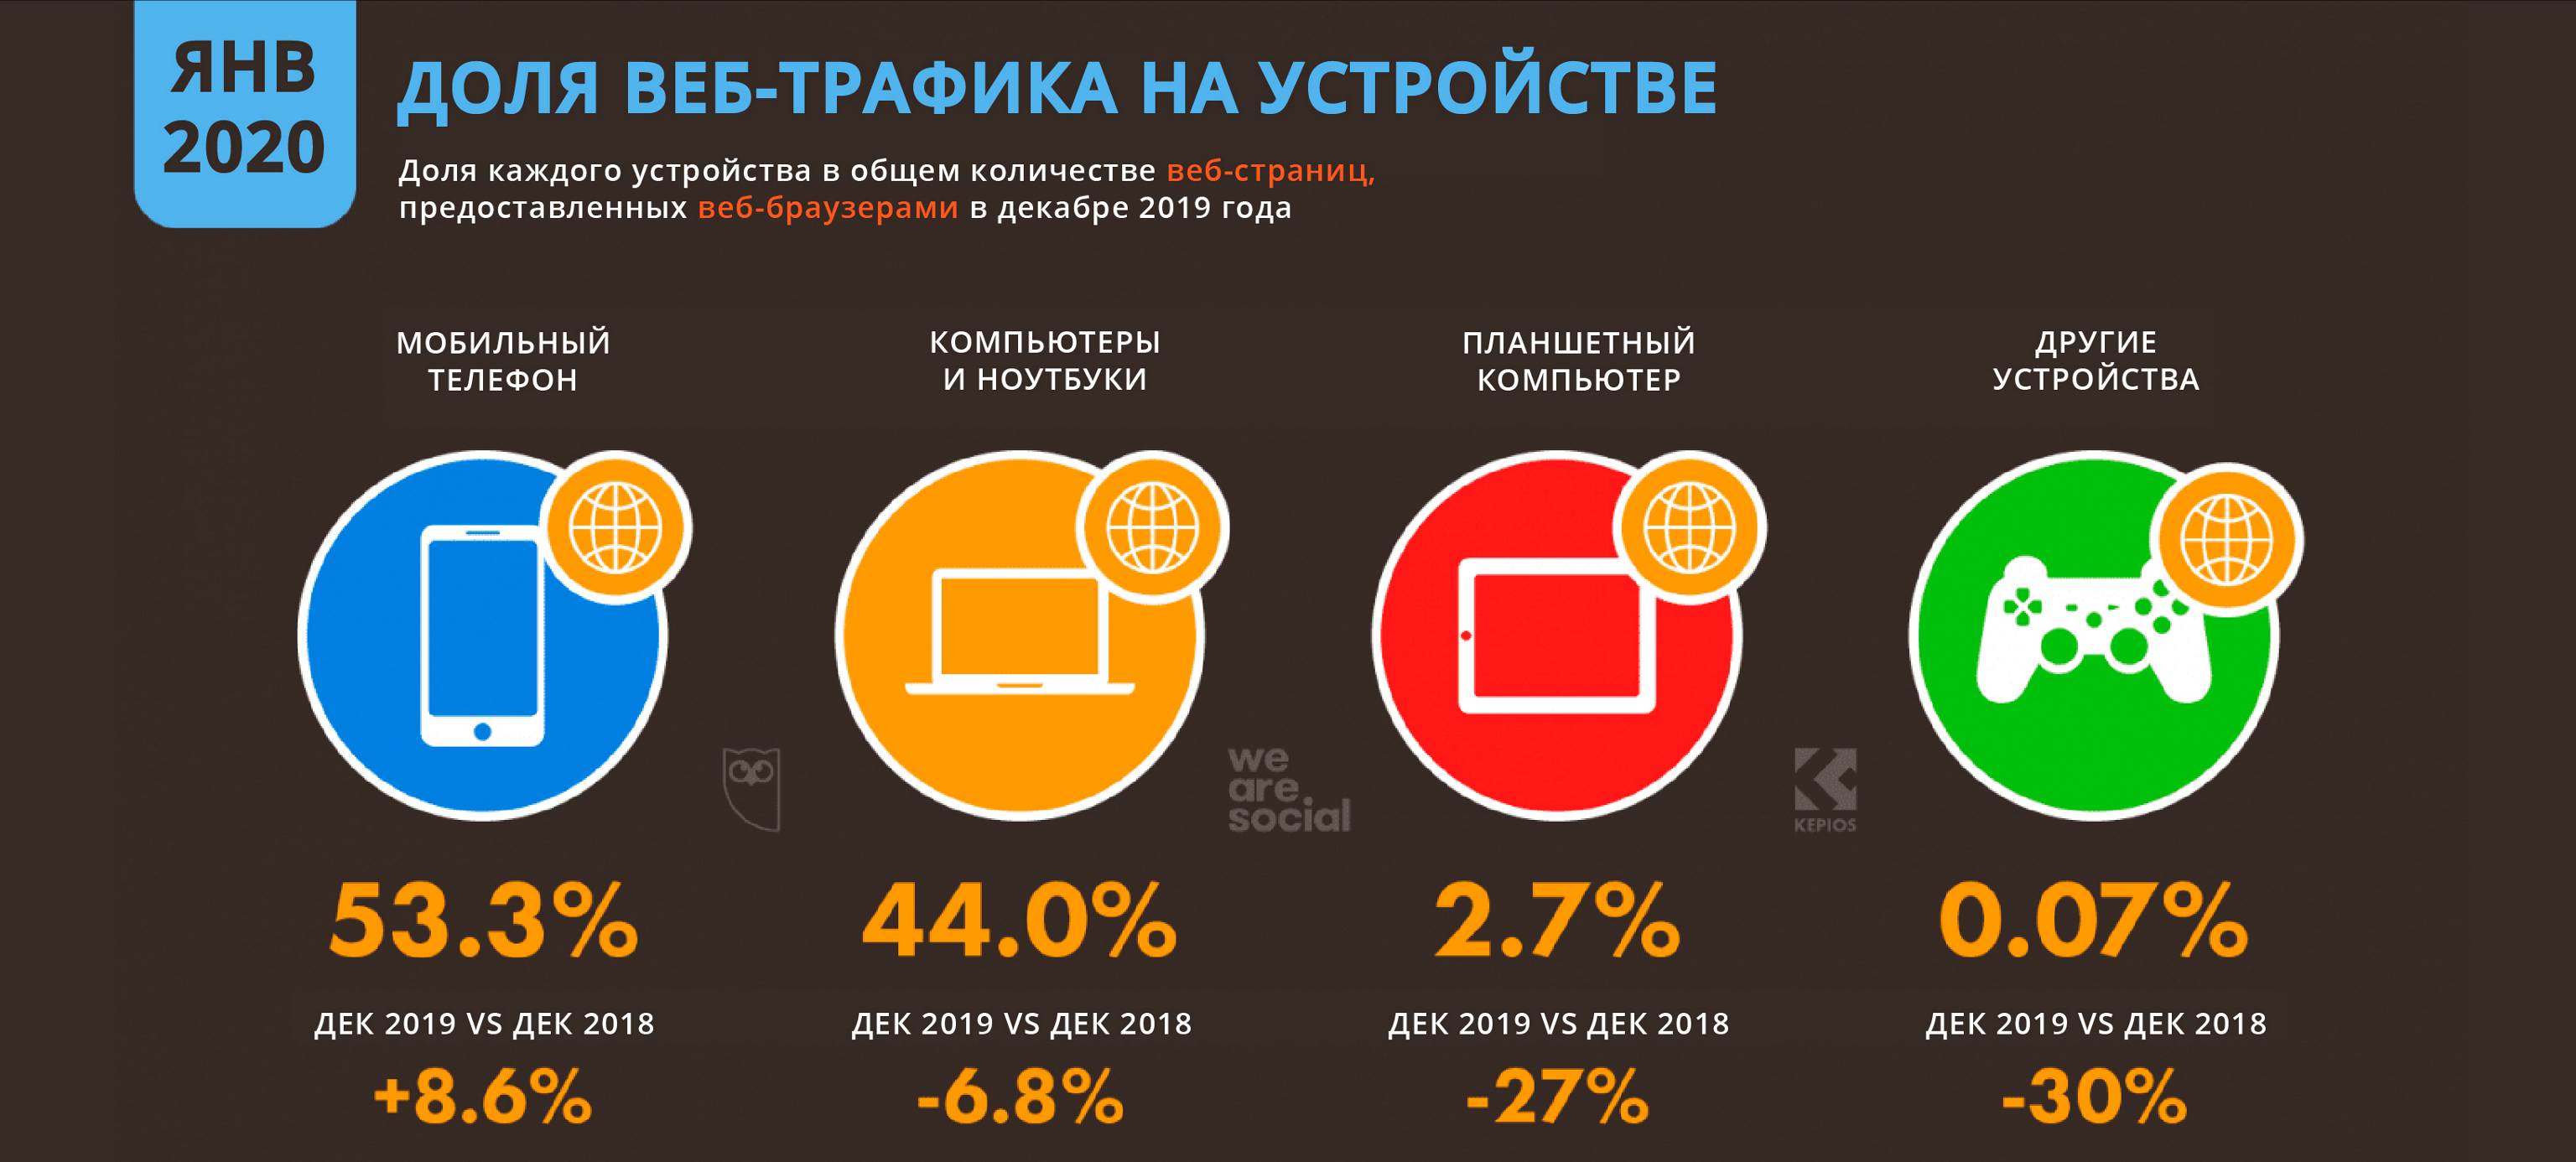 ЯНВ
2020
ДОЛЯ ВЕБ-ТРАФИКА НА УСТРОЙСТВЕ
Доля каждого устройства в общем количестве веб-страниц,
предоставленных веб-браузерами в декабре 2019 года
МОБИЛЬНЫЙ
ТЕЛЕФОН
КОМПЬЮТЕРЫ
И НОУТБУКИ
ПЛАНШЕТНЫЙ
КОМПЬЮТЕР
ДРУГИЕ
УСТРОЙСТВА
we
are
social
KEPIOS
53.3%
44.0%
2.7%
0.07%
ДЕК 2019 VS ДЕК 2018
ДЕК 2019 VS ДЕК 2018
ДЕК 2019 VS ДЕК 2018
ДЕК 2019 VS ДЕК 2018
+8.6%
-6.8%
-27%
-30%